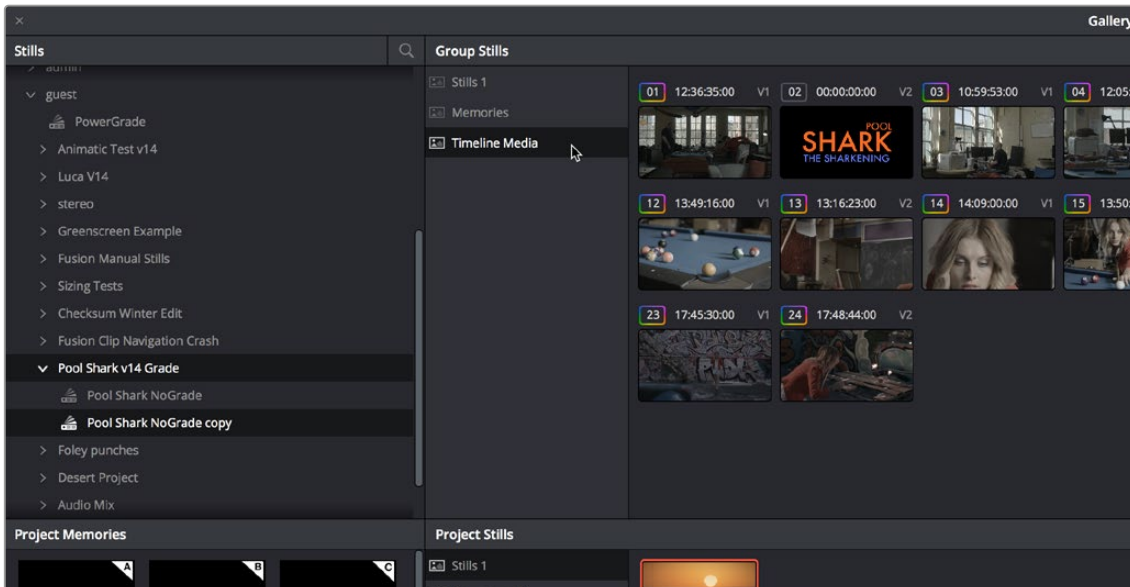 Gallery
Stills
Group Stills
admin
guest
PowerGrade
Animatic Test v14
Luca V14
stereo
Greenscreen Example
Fusion Manual Stills
Sizing Tests
Checksum Winter Edit
Fusion Clip Navigation Crash
Pool Shark v14 Grade
Pool Shark NoGrade
Pool Shark NoGrade copy
Foley punches
Desert Project
Audio Mix
Stills 1
Memories
Timeline Media
01 12:36:35:00 V1 02 00:00:00:00 V2 03 10:59:53:00 V1 04 12:05:
POOL
SHARK
THE SHARKENING
12 13:49:16:00 V1 13 13:16:23:00 V2 14 14:09:00:00 V1 15 13:50:
23 17:45:30:00 V1 24 17:48:44:00 V2
Project Memories
A B C
Project Stills
Stills 1